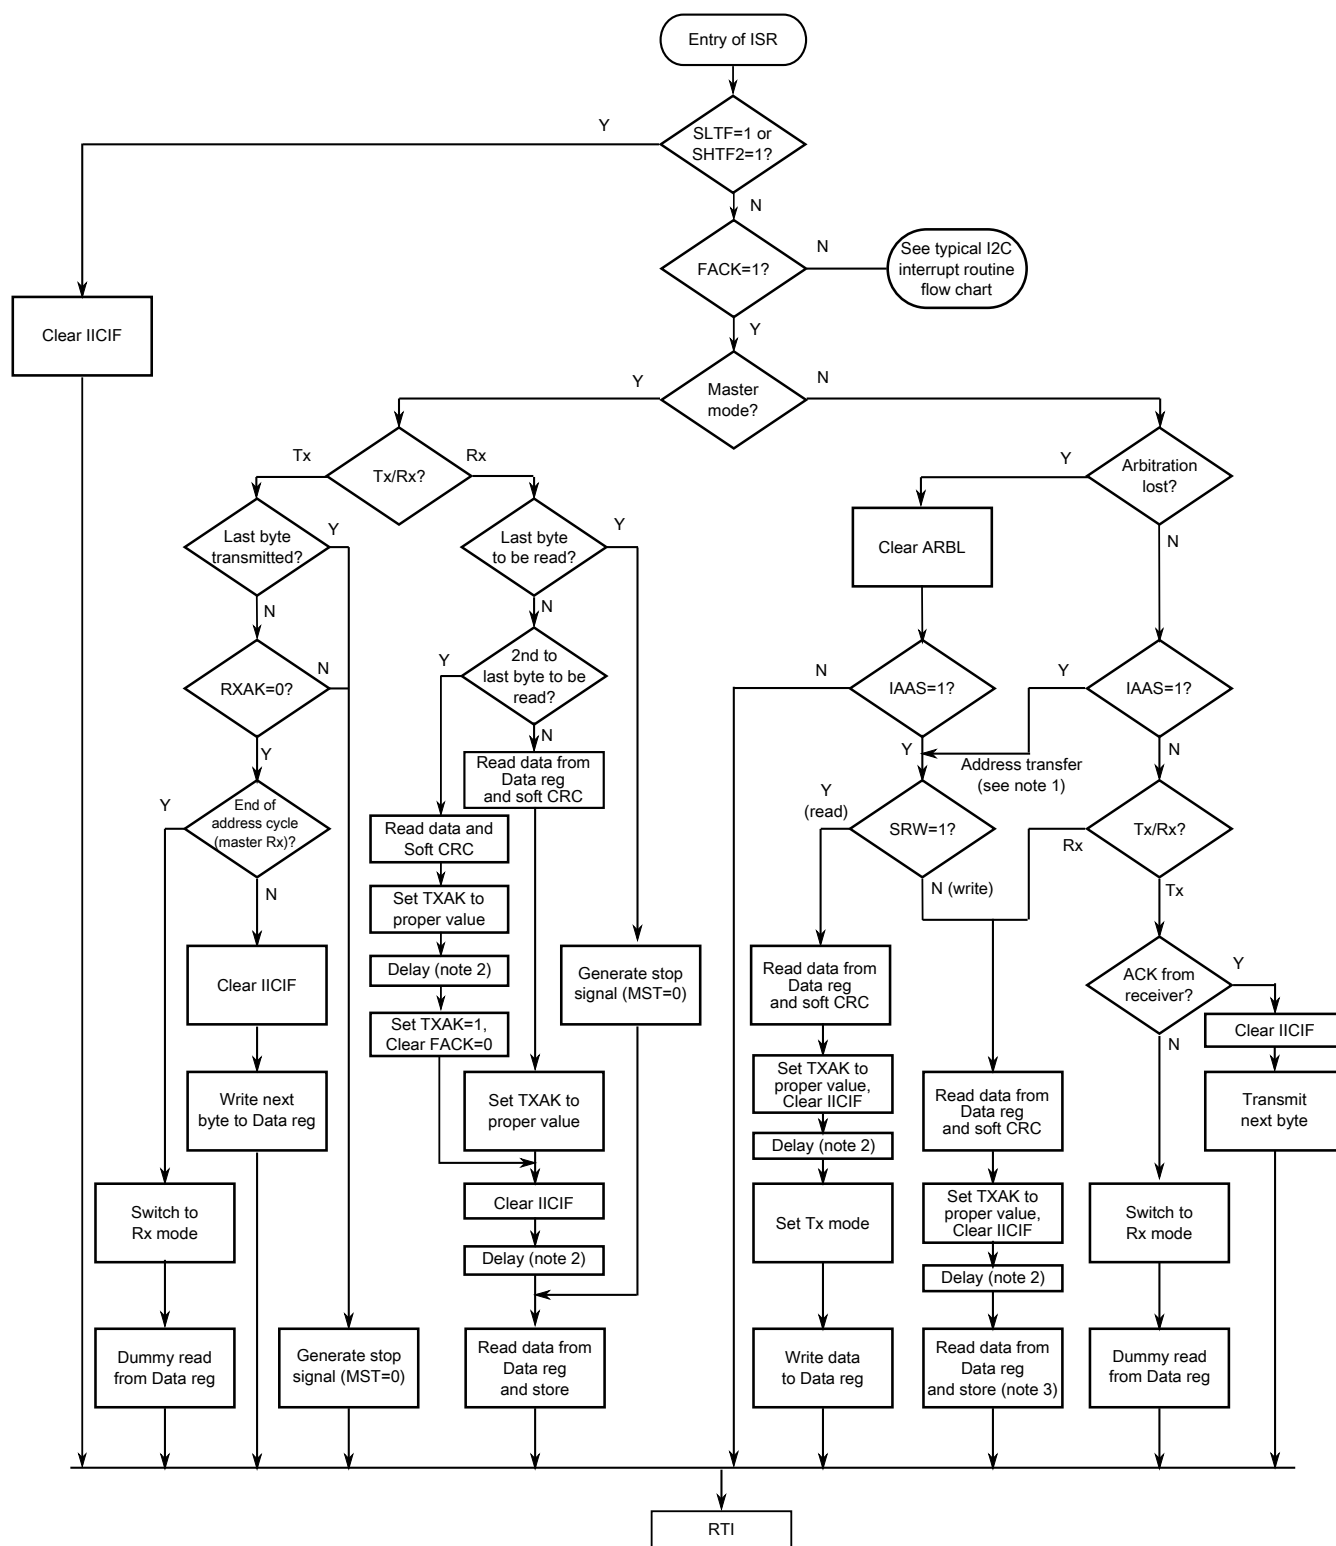 Entry of ISR
Y
SLTF=1 or
SHTF2=1?
N
FACK=1?
N
See typical I2C
interrupt routine
flow chart
Clear IICIF
Y
Y
Master
mode?
N
Tx
Tx/Rx?
Rx
Y
Arbitration
lost?
Last byte
transmitted?
Y
Last byte
to be read?
Y
Clear ARBL
N
N
N
RXAK=0?
N
Y
2nd to
last byte to be
read?
N
IAAS=1?
Y
IAAS=1?
Y
N
Y
N
Read data from
Data reg
and soft CRC
Address transfer
(see note 1)
Y
End of
address cycle
(master Rx)?
Read data and
Soft CRC
Y
(read)
SRW=1?
Rx
Tx/Rx?
N
Set TXAK to
proper value
N (write)
Tx
Clear IICIF
Delay (note 2)
Generate stop
signal (MST=0)
Read data from
Data reg
and soft CRC
ACK from
receiver?
Y
Set TXAK=1,
Clear FACK=0
N
Clear IICIF
Write next
byte to Data reg
Set TXAK to
proper value
Set TXAK to
proper value,
Clear IICIF
Read data from
Data reg
and soft CRC
Transmit
next byte
Delay (note 2)
Switch to
Rx mode
Clear IICIF
Set Tx mode
Set TXAK to
proper value,
Clear IICIF
Switch to
Rx mode
Delay (note 2)
Delay (note 2)
Dummy read
from Data reg
Generate stop
signal (MST=0)
Read data from
Data reg
and store
Write data
to Data reg
Read data from
Data reg
and store (note 3)
Dummy read
from Data reg
RTI